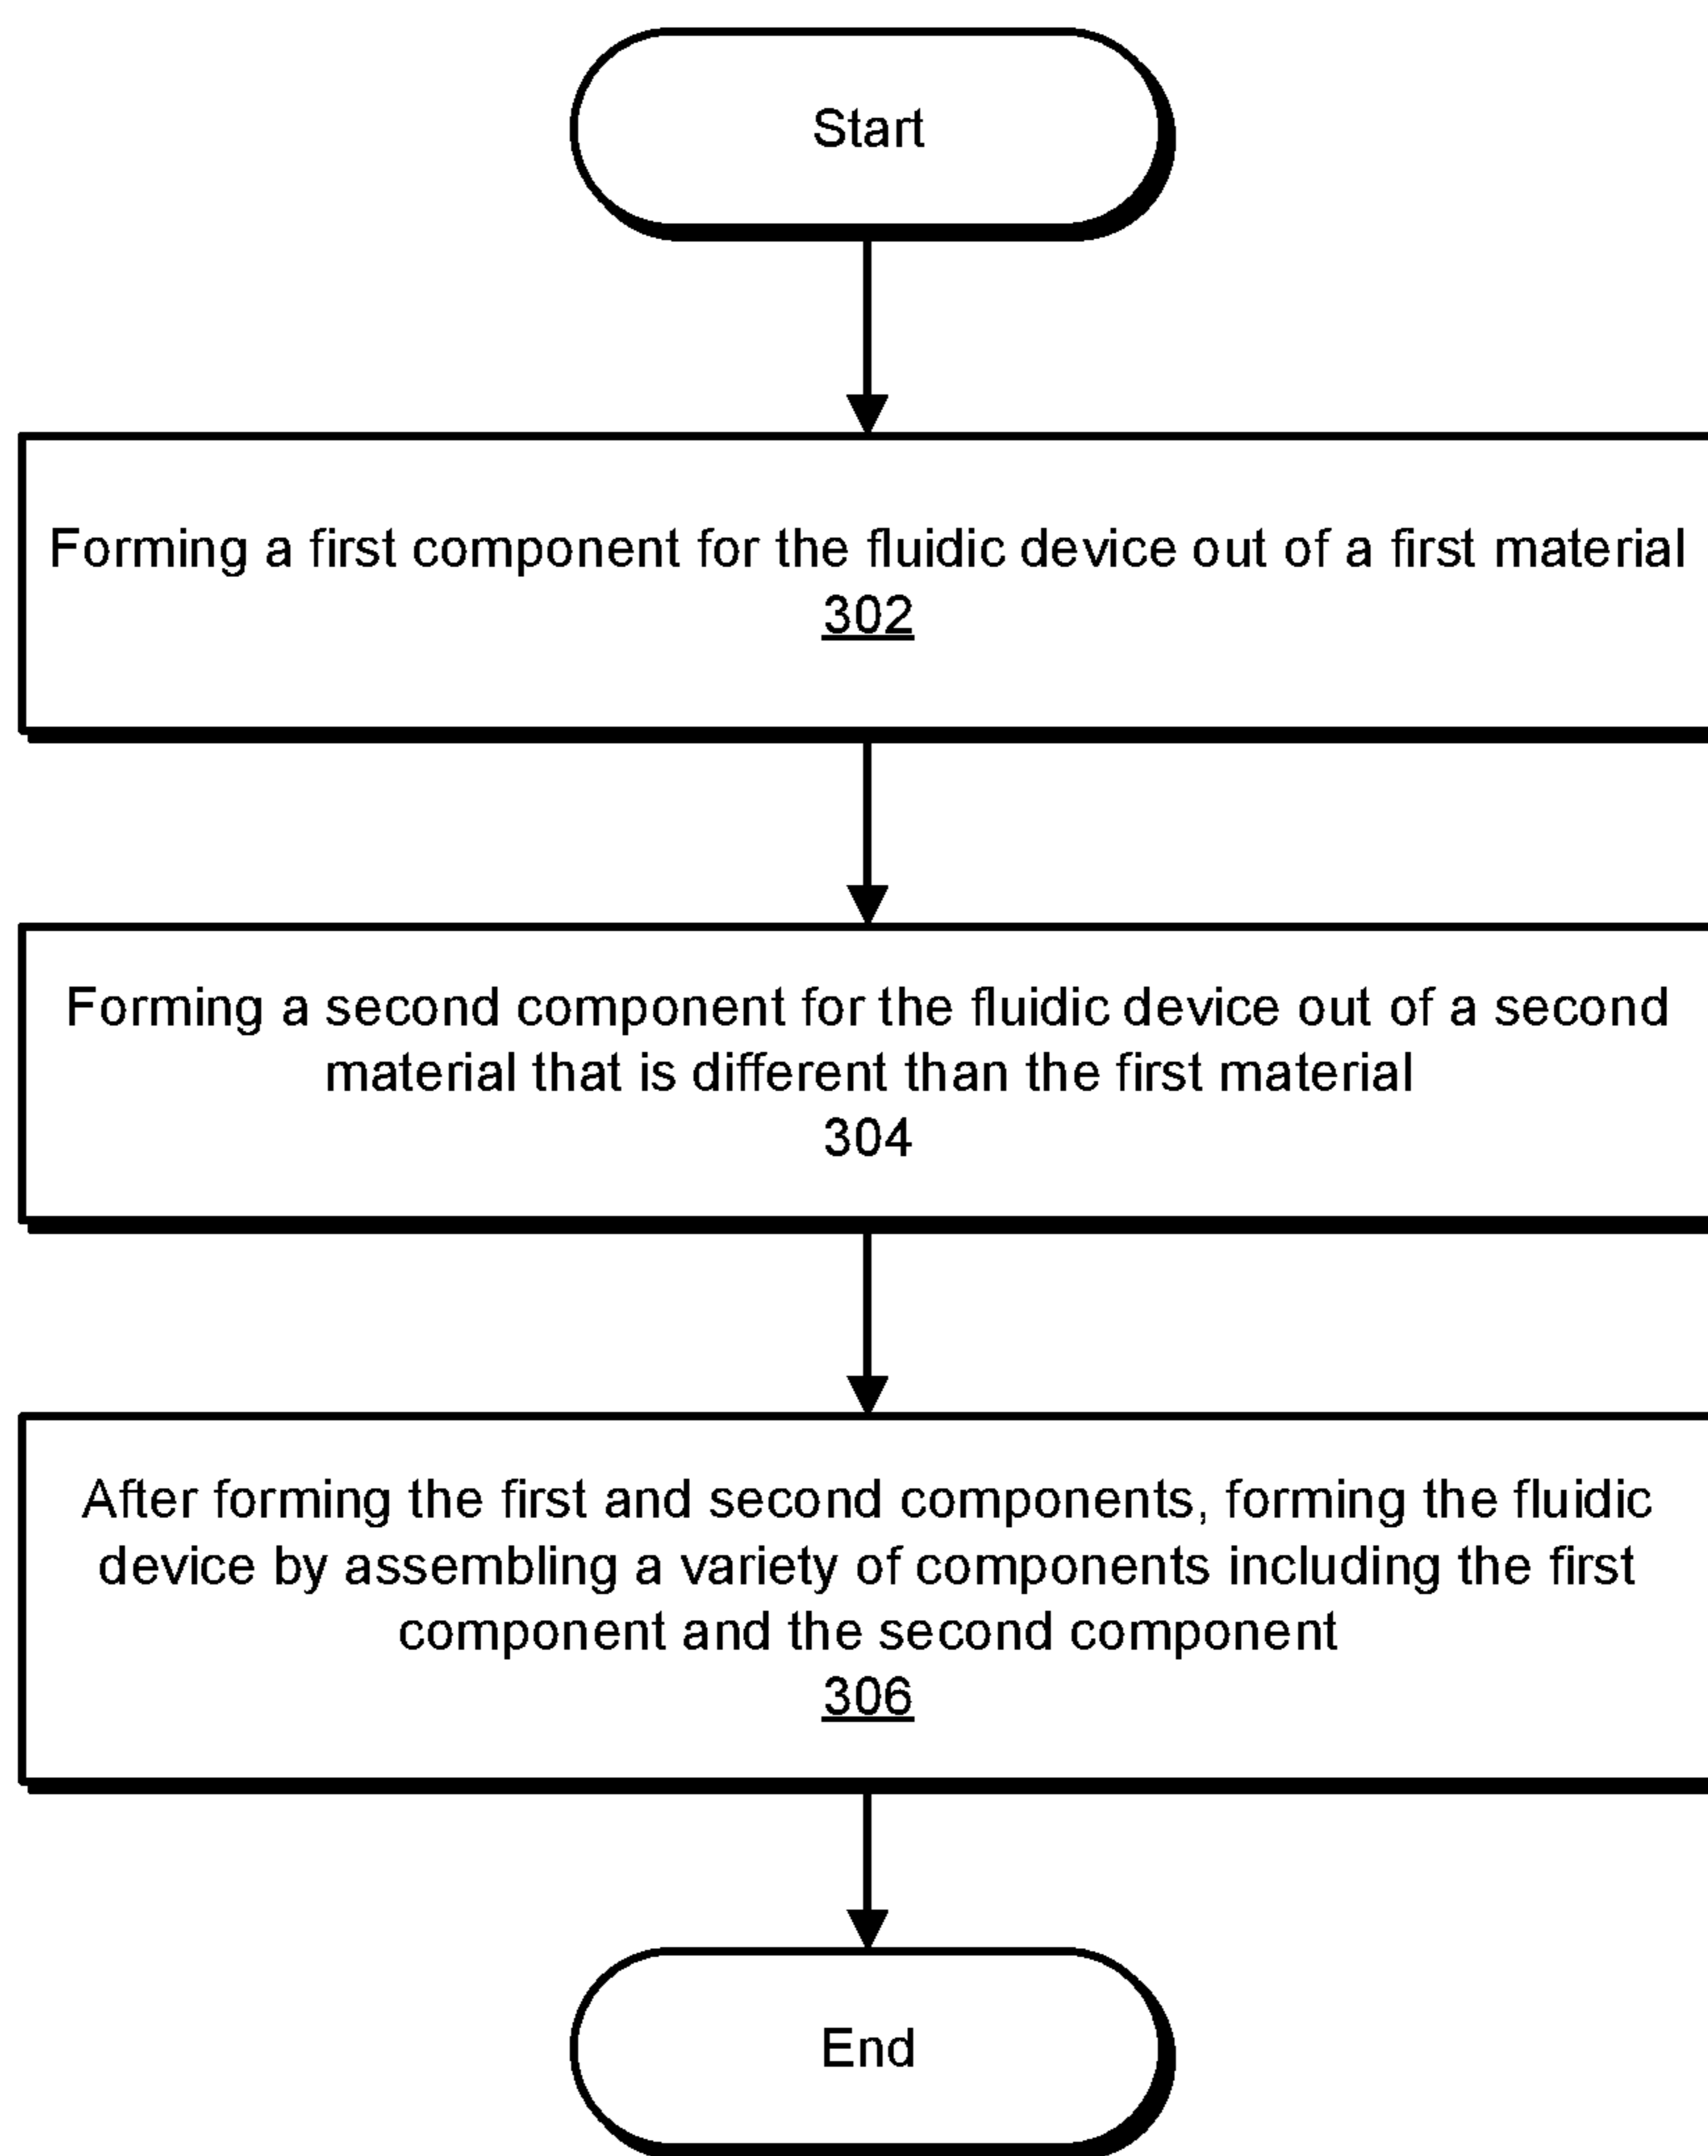 Start
Forming a first component for the fluidic device out of a first material
302
Forming a second component for the fluidic device out of a second
material that is different than the first material
304
After forming the first and second components, forming the fluidic
device by assembling a variety of components including the first
component and the second component
306
End